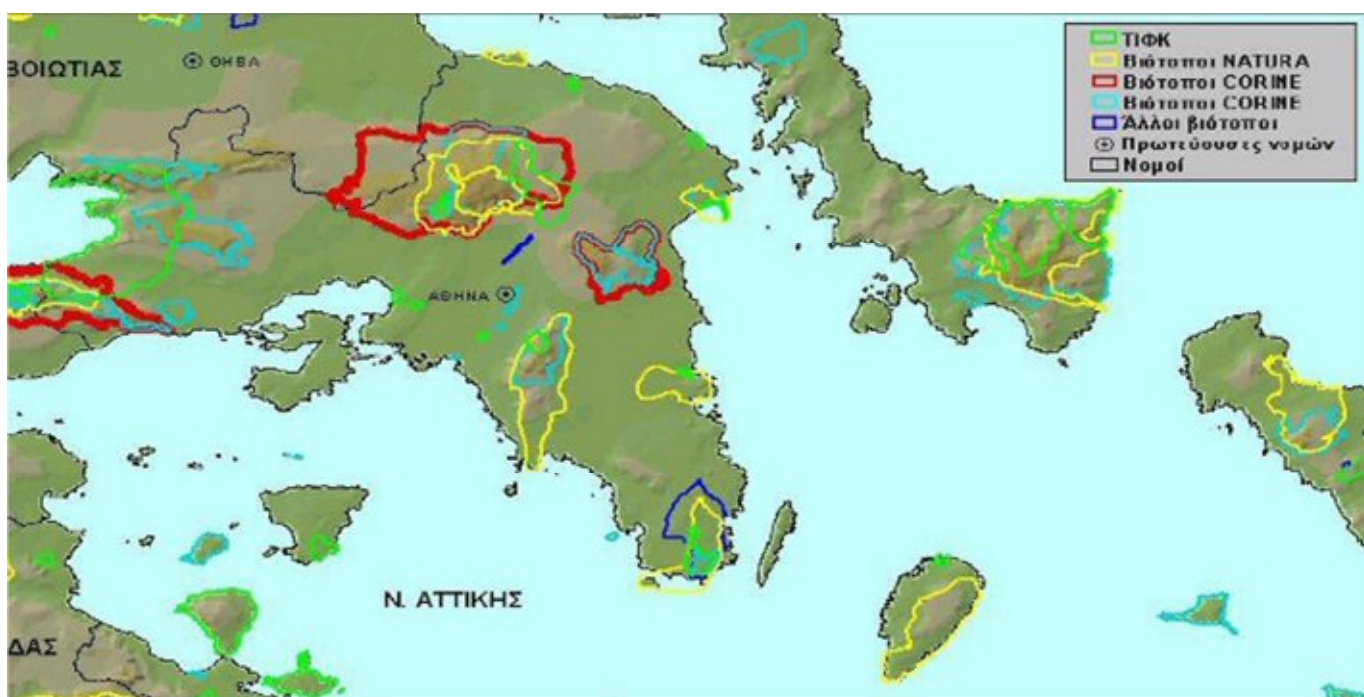 ΤΙΦΚ
Βιότοποι NATURA
Βιότοποι CORINE
Βιότοποι CORINE
Άλλοι βιότοποι
Πρωτεύουσες νομών
Νομοί
ΘΗΒΑ
ΒΟΙΩΤΙΑΣ
ΑΘΗΝΑ
Ν. ΑΤΤΙΚΗΣ
ΔΑΣ